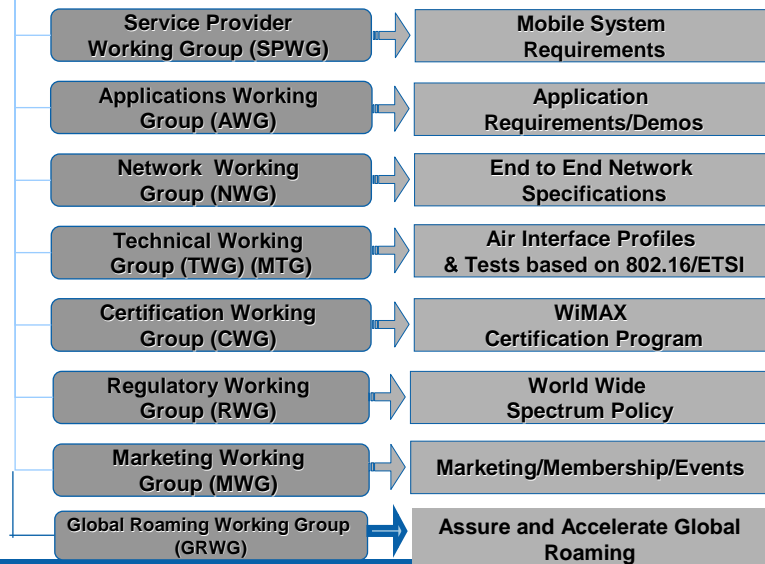 Service Provider
Working Group (SPWG)
Mobile System
Requirements
Applications Working
Group (AWG)
Application
Requirements/Demos
Network Working
Group (NWG)
End to End Network
Specifications
Technical Working
Group (TWG) (MTG)
Air Interface Profiles
& Tests based on 802.16/ETSI
Certification Working
Group (CWG)
WiMAX
Certification Program
Regulatory Working
Group (RWG)
World Wide
Spectrum Policy
Marketing Working
Group (MWG)
Marketing/Membership/Events
Global Roaming Working Group
(GRWG)
Assure and Accelerate Global
Roaming